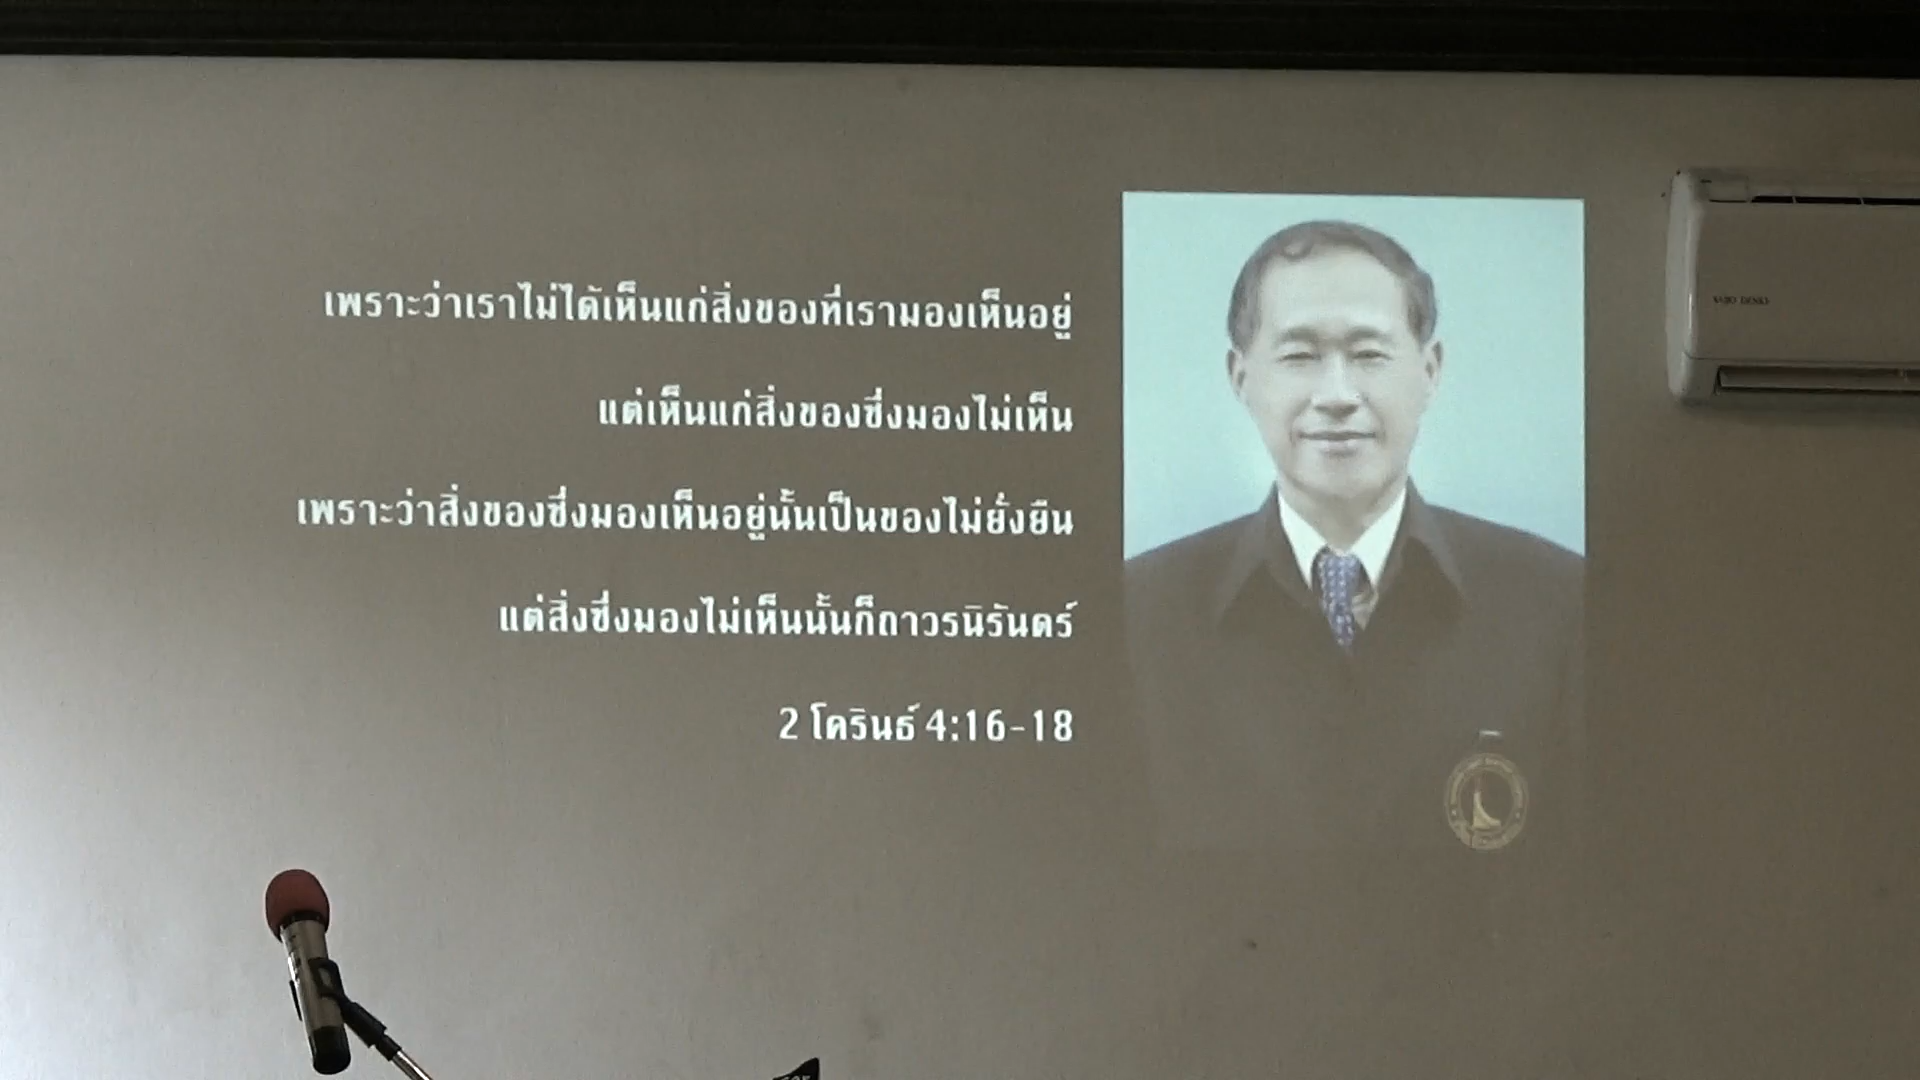 เพราะว่าเราไม่ได้เห็นแก่สิ่งของที่เรามองเห็นอยู่
แต่เห็นแก่สิ่งของซึ่งมองไม่เห็น
เพราะว่าสิ่งของซึ่งมองเห็นอยู่นั้นเป็นของไม่ยั่งยืน
แต่สิ่งซึ่งมองไม่เห็นนั้นก็ถาวรนิรันดร์
2 โครินธ์ 4:16-18